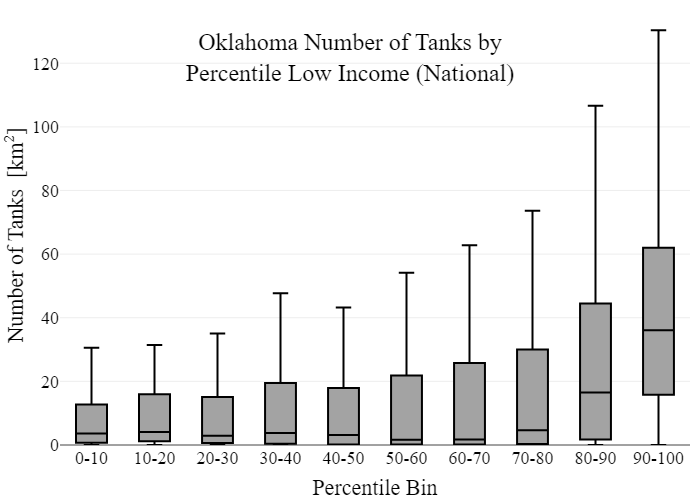 Oklahoma Number of Tanks by
Percentile Low Income (National)
Number of Tanks [km²]
120
100
80
60
40
20
0
0-10 10-20 20-30 30-40 40-50 50-60 60-70 70-80 80-90 90-100
Percentile Bin